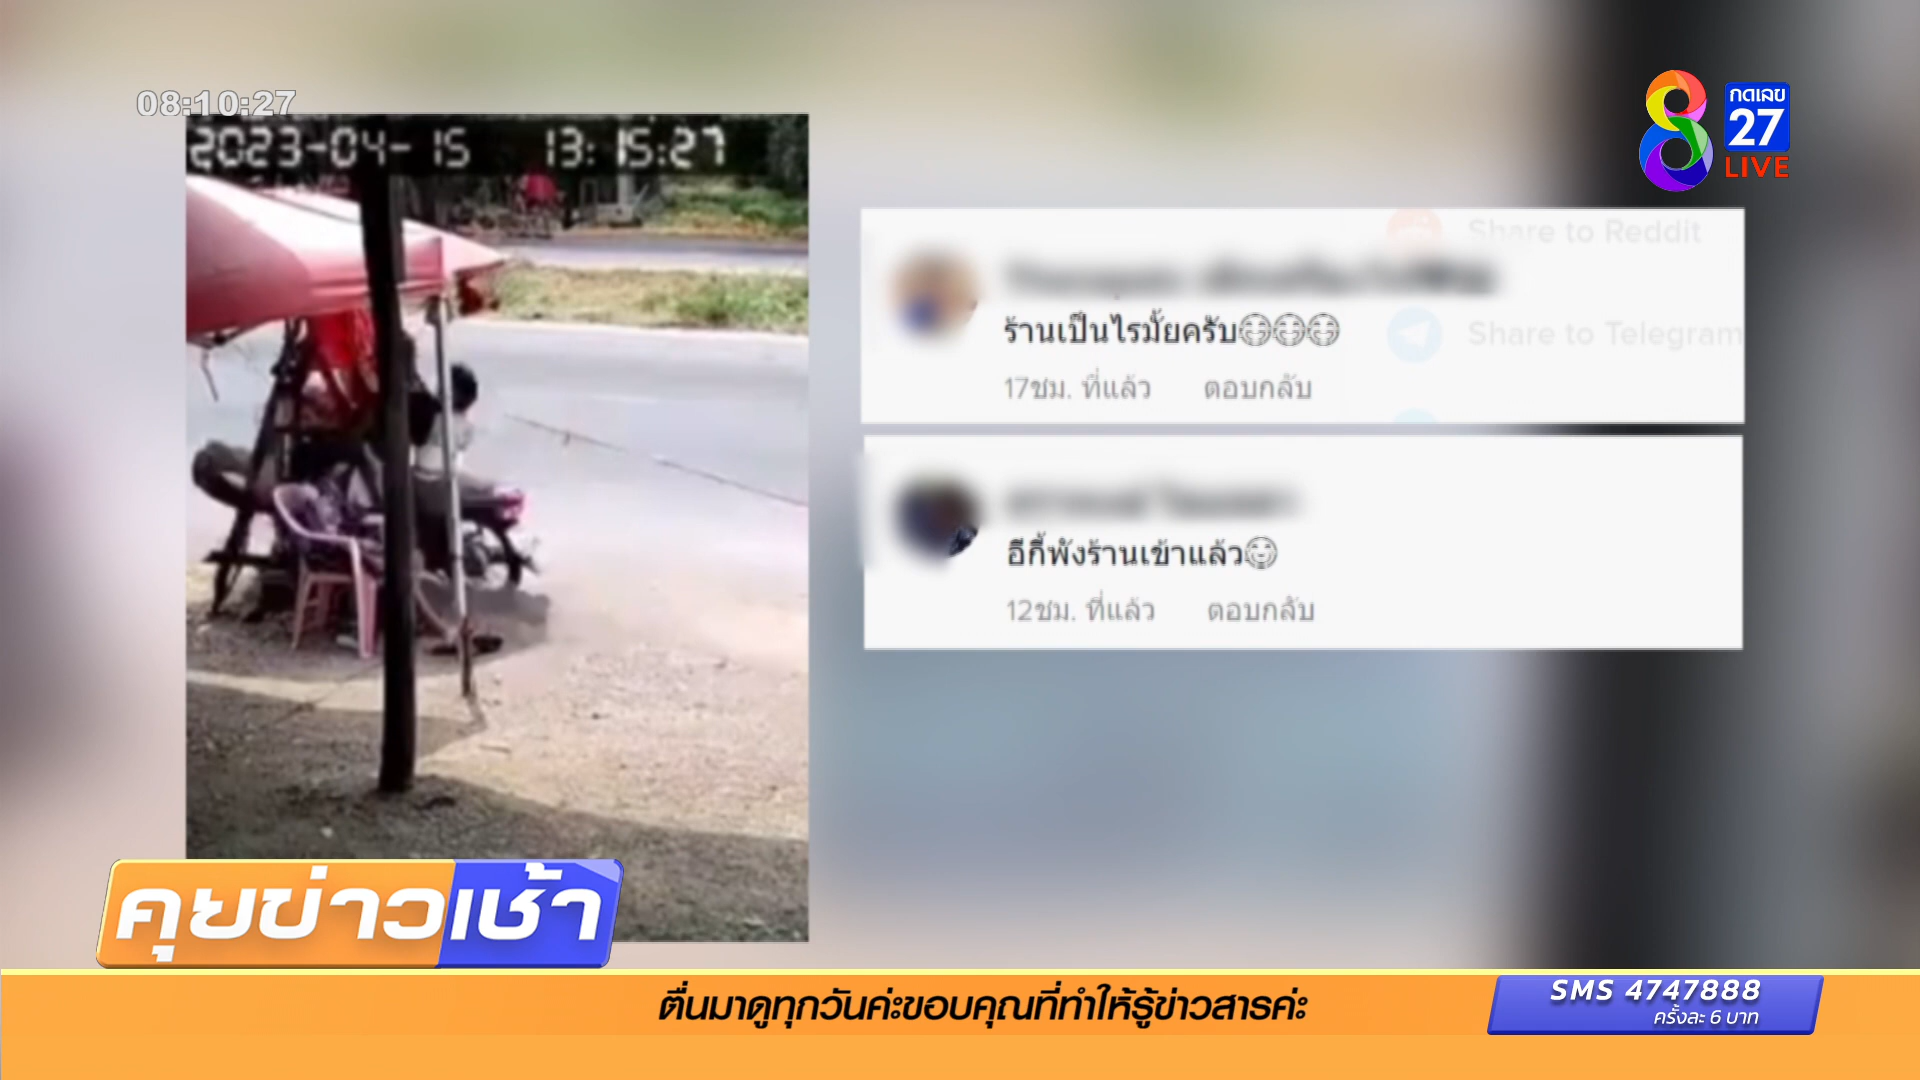 08:10:27
2023-04-15 13:15:27
กดเลข
27
LIVE
Share to Reddit
ร้านเป็นไรมั้ยครับ😂😂😂
Share to Telegram
17ชม. ที่แล้ว ตอบกลับ
อีกี้พังร้านเข้าแล้ว😂
12ชม. ที่แล้ว ตอบกลับ
คุยข่าวเช้า
ตื่นมาดูทุกวันค่ะขอบคุณที่ทำให้รู้ข่าวสารค่ะ
SMS 4747888
ครั้งละ 6 บาท